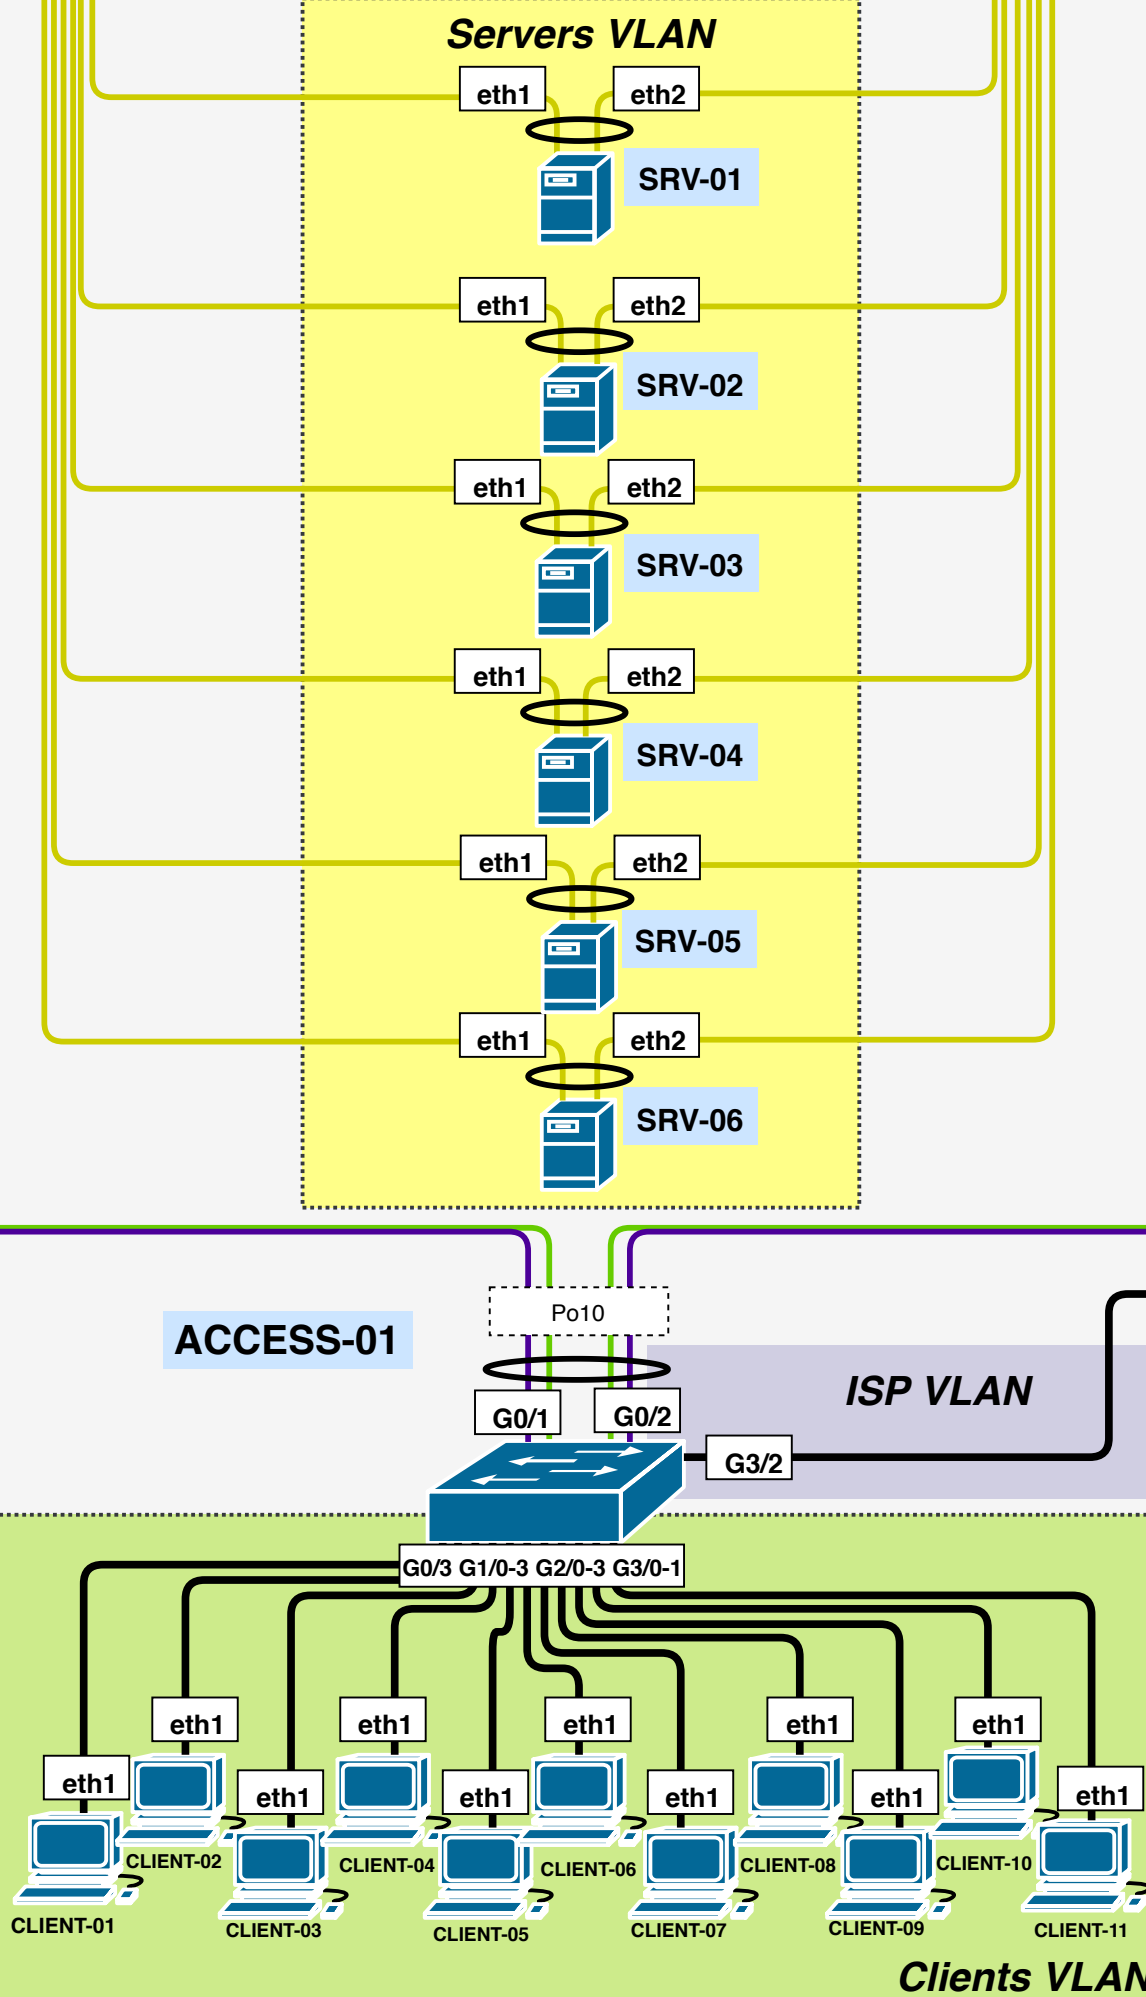 Servers VLAN
eth1 eth2
SRV-01
eth1 eth2
SRV-02
eth1 eth2
SRV-03
eth1 eth2
SRV-04
eth1 eth2
SRV-05
eth1 eth2
SRV-06
Po10
ACCESS-01
ISP VLAN
G0/1 G0/2
G3/2
G0/3 G1/0-3 G2/0-3 G3/0-1
eth1 eth1 eth1 eth1 eth1
eth1 eth1 eth1 eth1 eth1 eth1
CLIENT-02 CLIENT-04 CLIENT-06 CLIENT-08 CLIENT-10
CLIENT-01 CLIENT-03 CLIENT-05 CLIENT-07 CLIENT-09 CLIENT-11
Clients VLAN